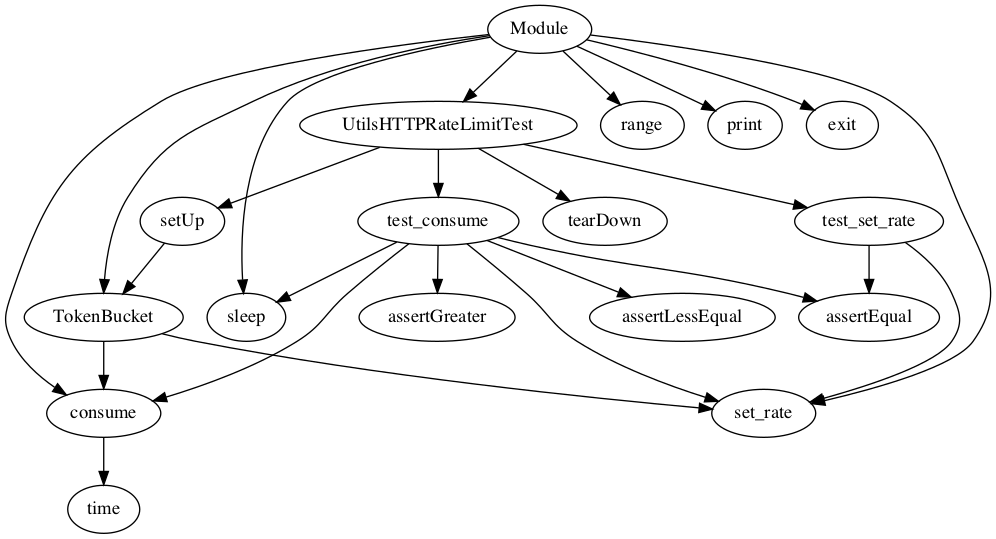 Module
UtilsHTTPRateLimitTest
range
print
exit
setUp
test_consume
tearDown
test_set_rate
TokenBucket
sleep
assertGreater
assertLessEqual
assertEqual
consume
set_rate
time